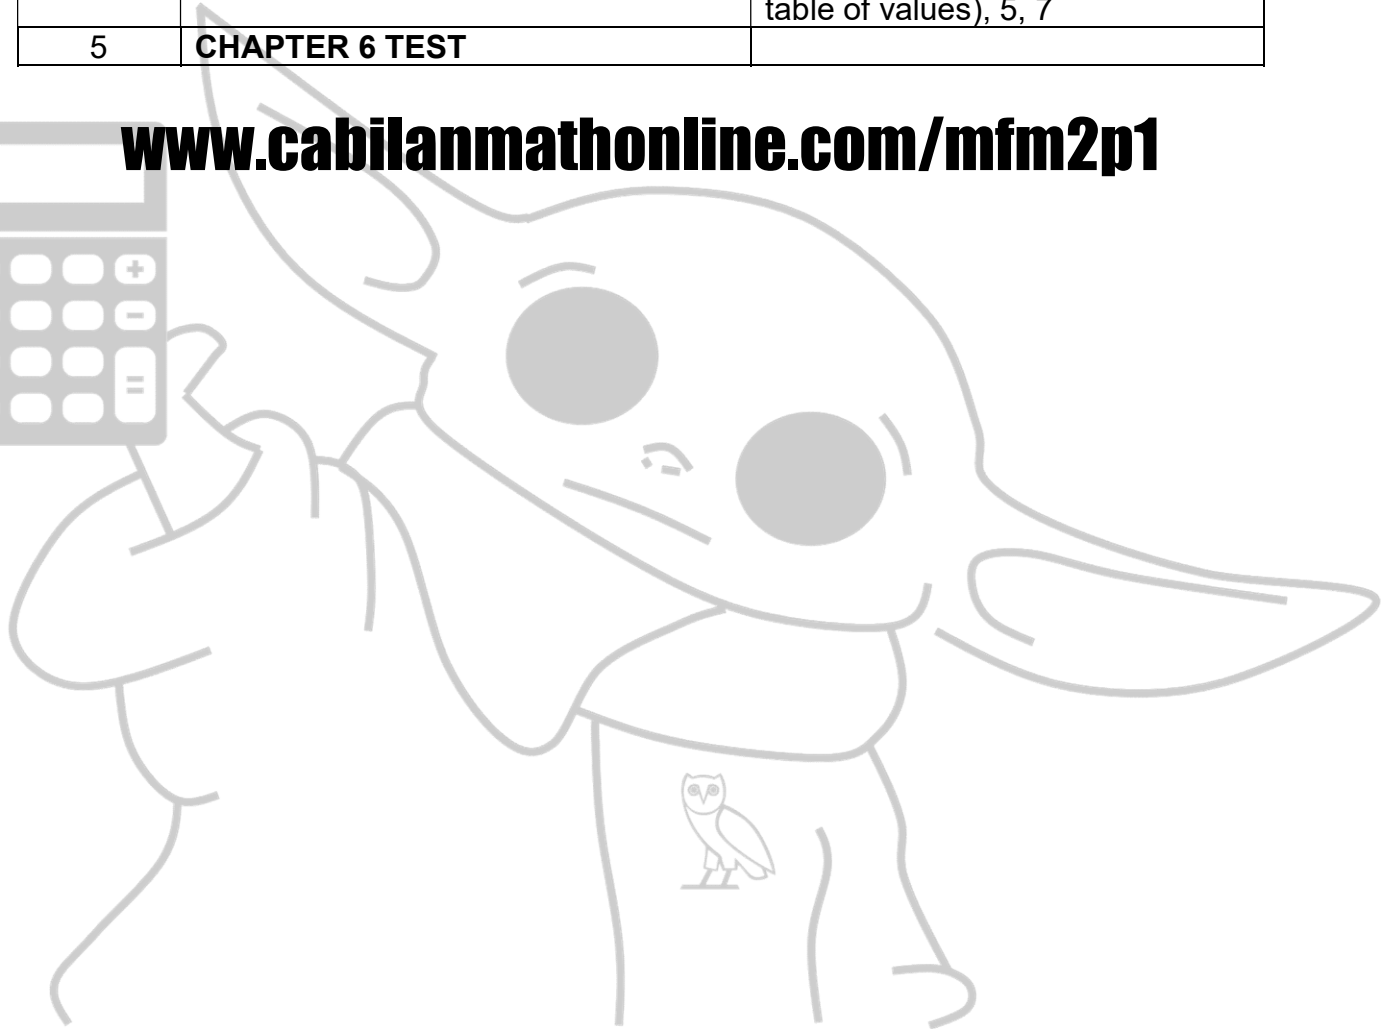 table of values), 5, 7
5 CHAPTER 6 TEST
www.cabilanmathonline.com/mfm2p1
+
−
=